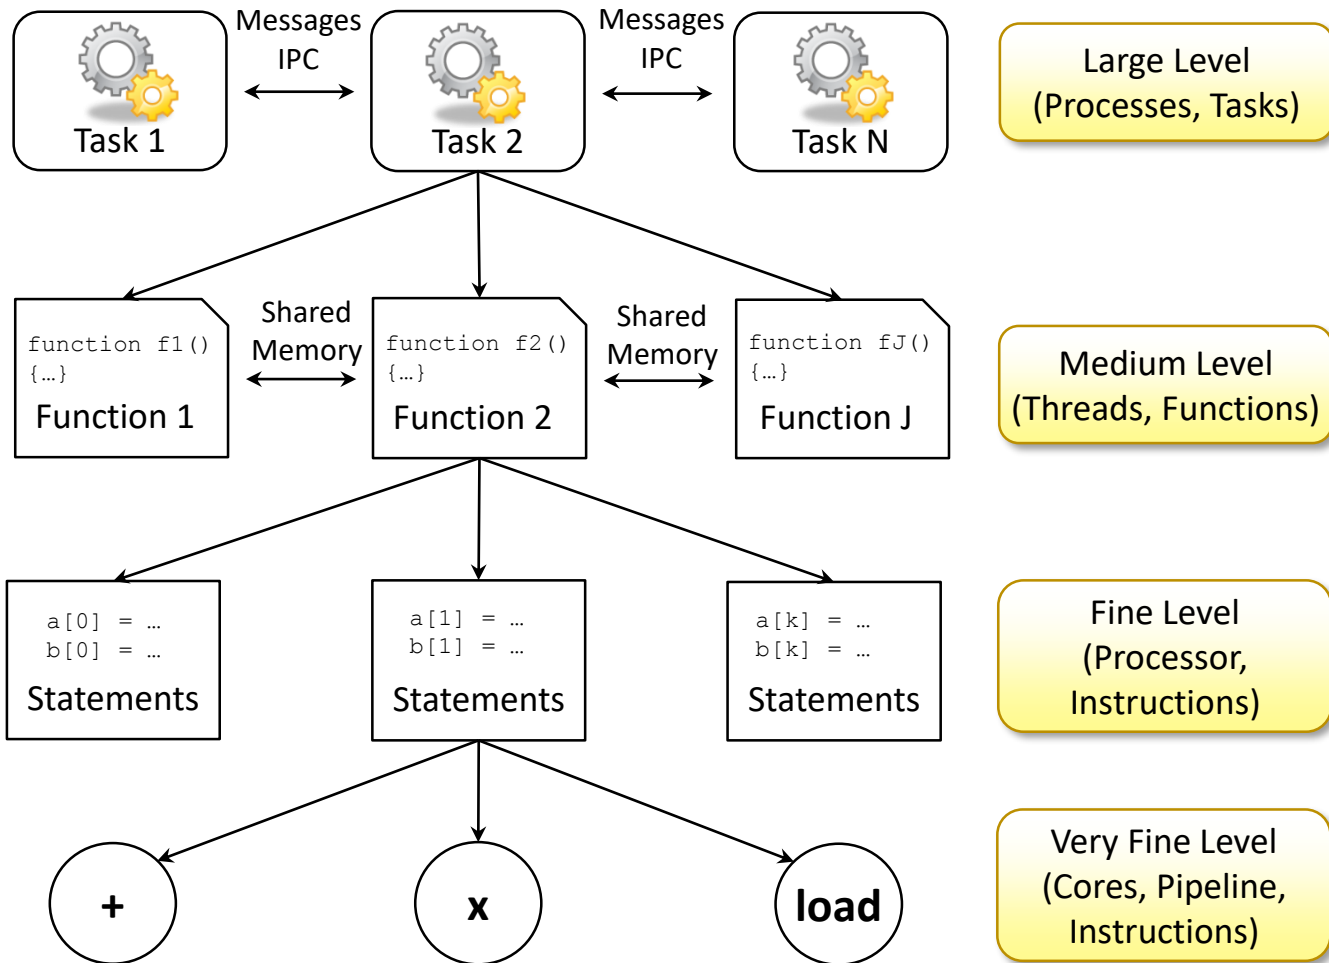 Messages
IPC
Messages
IPC
Task 1
Task 2
Task N
Large Level
(Processes, Tasks)
function f1()
{…}
Function 1
Shared
Memory
function f2()
{…}
Function 2
Shared
Memory
function fJ()
{…}
Function J
Medium Level
(Threads, Functions)
a[0] = …
b[0] = …
Statements
a[1] = …
b[1] = …
Statements
a[k] = …
b[k] = …
Statements
Fine Level
(Processor,
Instructions)
+
x
load
Very Fine Level
(Cores, Pipeline,
Instructions)